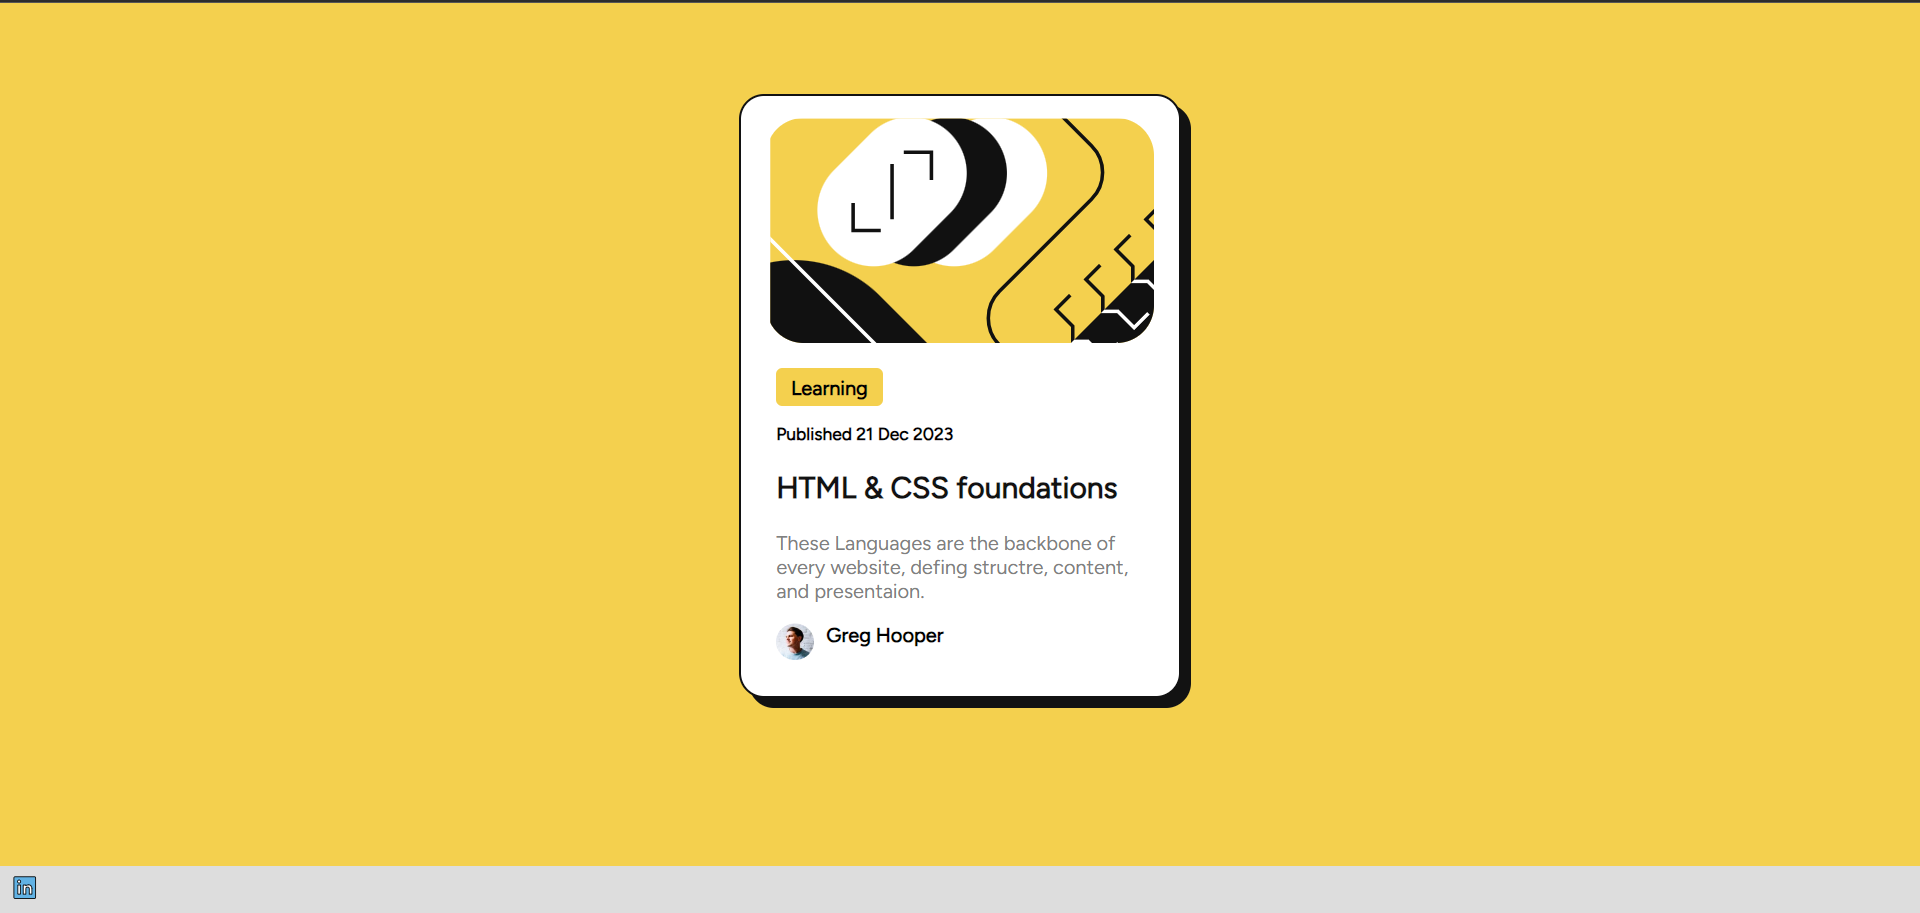 Learning
Published 21 Dec 2023
HTML & CSS foundations
These Languages are the backbone of
every website, defing structre, content,
and presentaion.
Greg Hooper
in